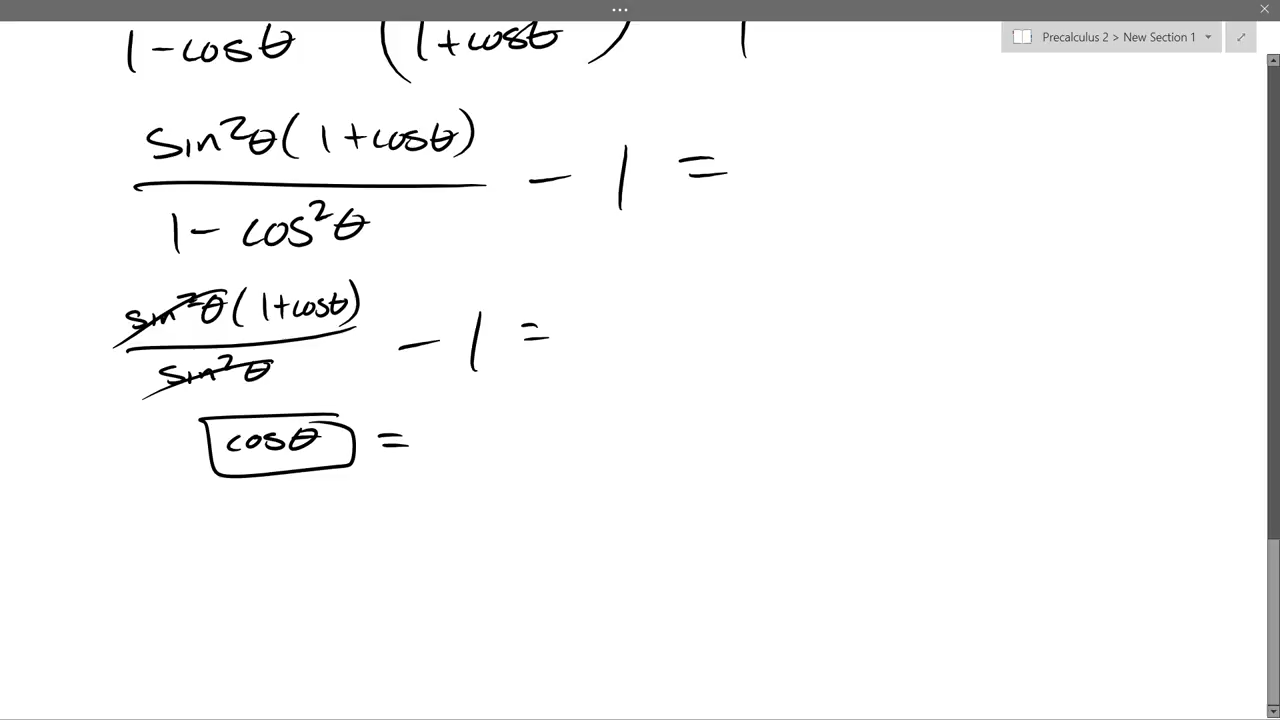 Precalculus 2 > New Section 1
1-cosθ (1+cosθ) 1
sin²θ(1+cosθ)
- 1 =
1 - cos²θ
sin²θ(1+cosθ)
- 1 =
sin²θ
cosθ =